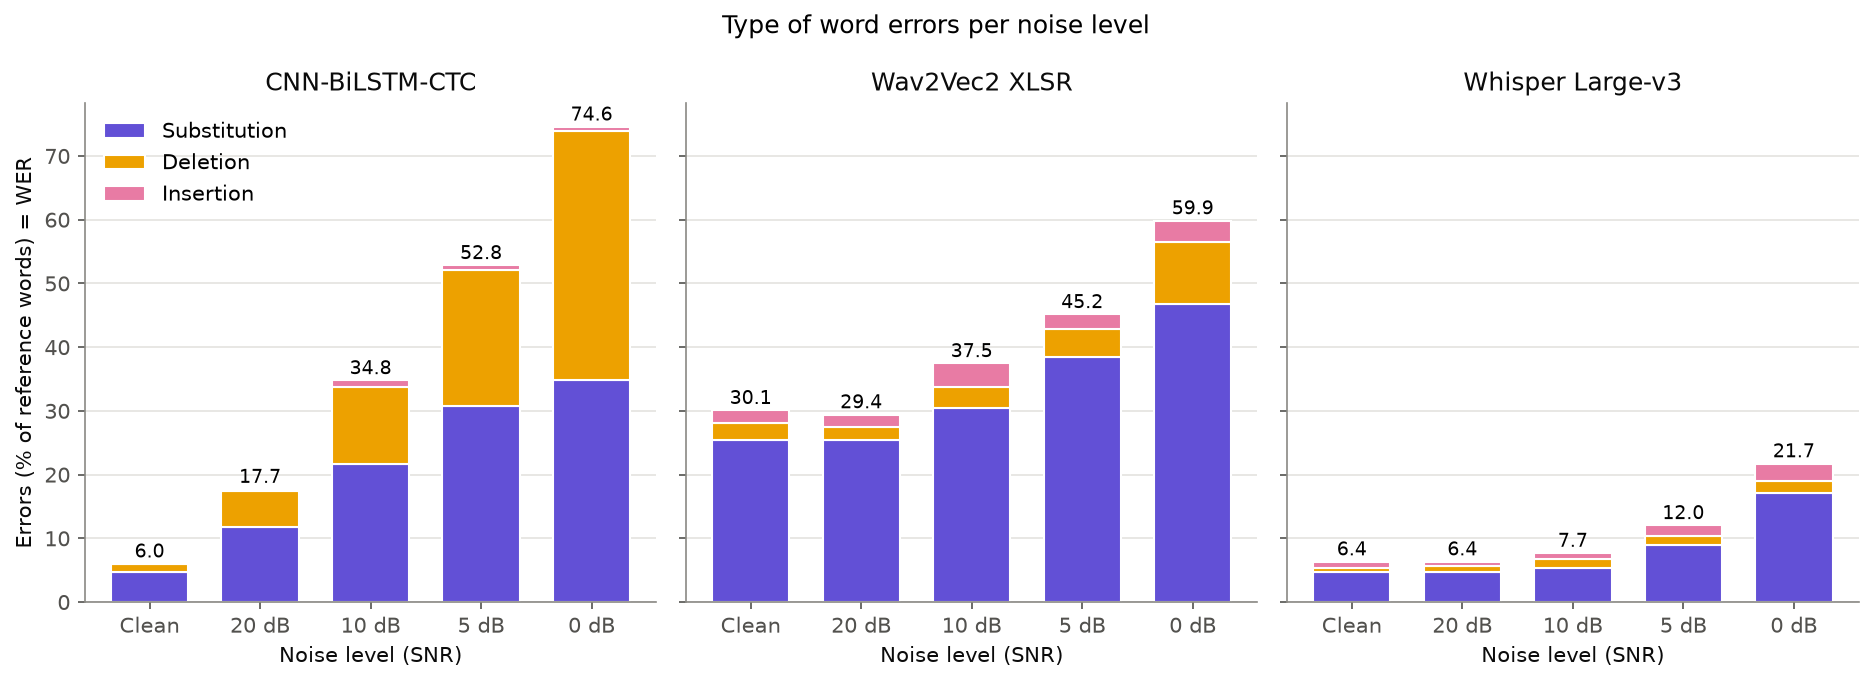 Type of word errors per noise level
CNN-BiLSTM-CTC
Wav2Vec2 XLSR
Whisper Large-v3
Errors (% of reference words) = WER
70
60
50
40
30
20
10
0
Substitution
Deletion
Insertion
6.0
17.7
34.8
52.8
74.6
30.1
29.4
37.5
45.2
59.9
6.4
6.4
7.7
12.0
21.7
Clean 20 dB 10 dB 5 dB 0 dB
Clean 20 dB 10 dB 5 dB 0 dB
Clean 20 dB 10 dB 5 dB 0 dB
Noise level (SNR)
Noise level (SNR)
Noise level (SNR)